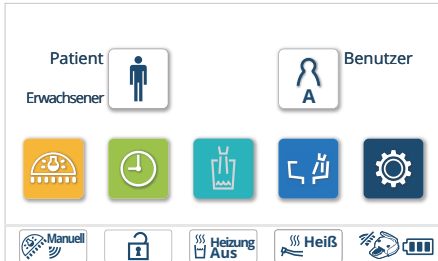 Patient
Benutzer
Erwachsener
A
Manuell
Heizung
Aus
Heiß